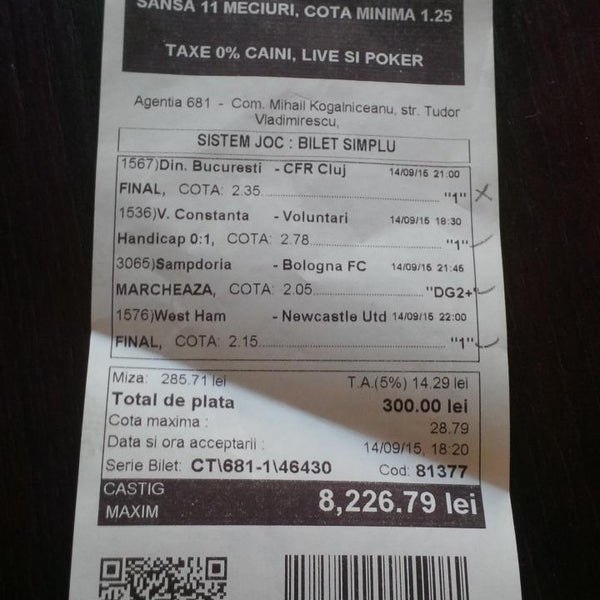 SANSA 11 MECIURI, COTA MINIMA 1.25
TAXE 0% CAINI, LIVE SI POKER
Agentia 681 - Com. Mihail Kogalniceanu, str. Tudor
Vladimirescu,
SISTEM JOC : BILET SIMPLU
1567)Din. Bucuresti - CFR Cluj 14/09/15 21:00
FINAL, COTA: 2.35 "1"
1536)V. Constanta - Voluntari 14/09/15 18:30
Handicap 0:1, COTA: 2.78 "1"
3065)Sampdoria - Bologna FC 14/09/15 21:45
MARCHEAZA, COTA: 2.05 "DG2+"
1576)West Ham - Newcastle Utd 14/09/15 22:00
FINAL, COTA: 2.15 "1"
Miza: 285.71 lei T.A.(5%) 14.29 lei
Total de plata 300.00 lei
Cota maxima : 28.79
Data si ora acceptarii : 14/09/15, 18:20
Serie Bilet: CT\681-1\46430 Cod: 81377
CASTIG
MAXIM 8,226.79 lei